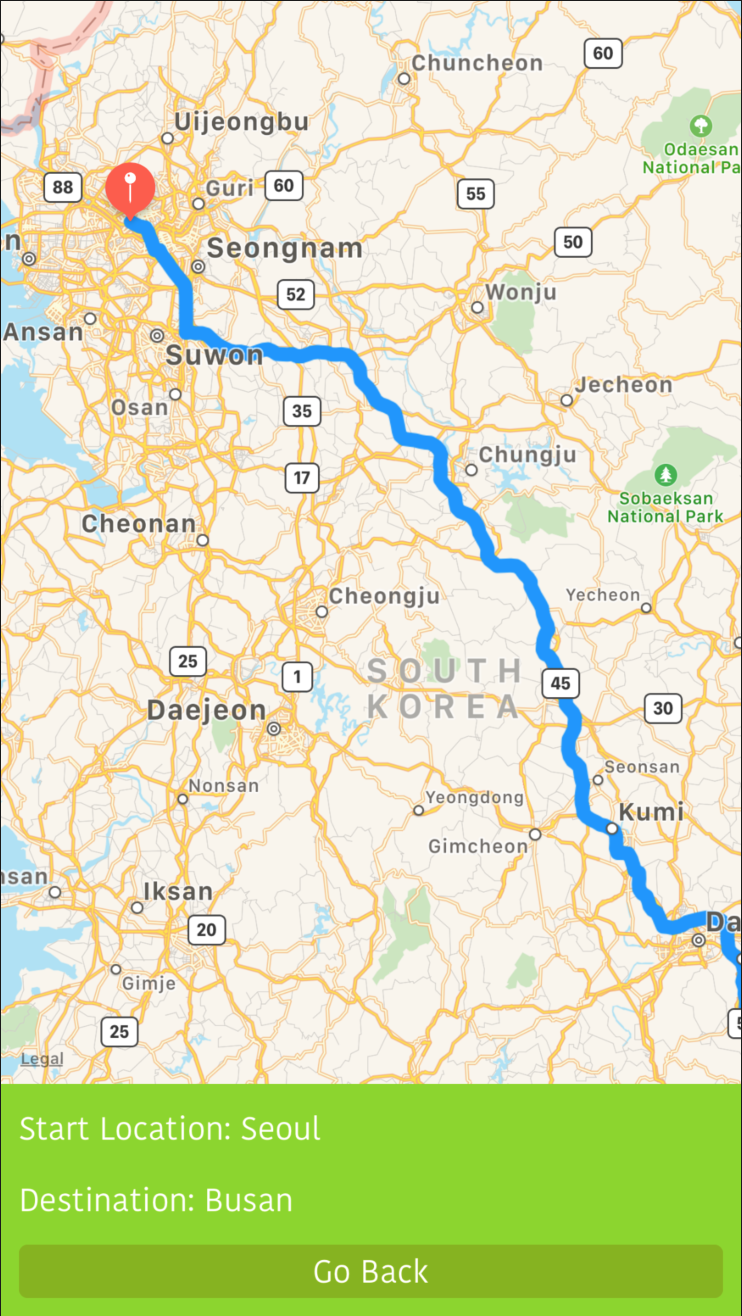 60
Chuncheon
Uijeongbu
Odaesan
National Pa
88
Guri
60
55
n
Seongnam
50
52
Wonju
Ansan
Suwon
Jecheon
Osan
35
Chungju
17
Sobaeksan
National Park
Cheonan
Cheongju
Yecheon
25
1
SOUTH
KOREA
45
Daejeon
30
Seonsan
Nonsan
Yeongdong
Kumi
Gimcheon
nsan
Iksan
20
Da
Gimje
25
5
Legal
Start Location: Seoul
Destination: Busan
Go Back